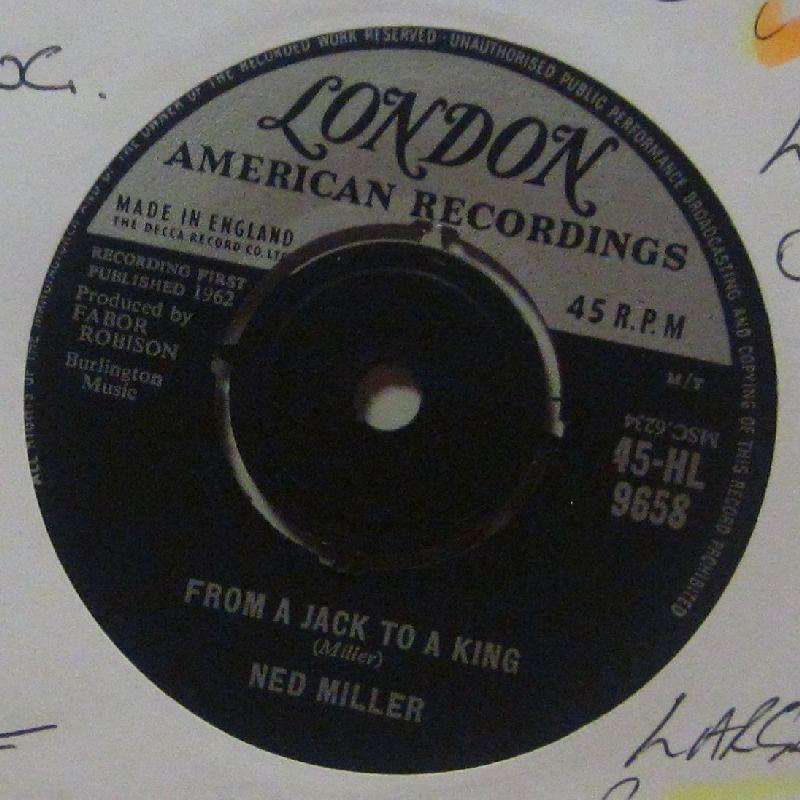 ALL RIGHTS OF THE MANUFACTURER AND OF THE OWNER OF THE RECORDED WORK RESERVED · UNAUTHORISED PUBLIC PERFORMANCE BROADCASTING AND COPYING OF THIS RECORD PROHIBITED
LONDON
AMERICAN RECORDINGS
MADE IN ENGLAND
THE DECCA RECORD CO. LTD
RECORDING FIRST
PUBLISHED 1962
Produced by
FABOR
ROBISON
Burlington
Music
45 R.P.M
M/T
MSC.6234
45-HL
9658
FROM A JACK TO A KING
(Miller)
NED MILLER